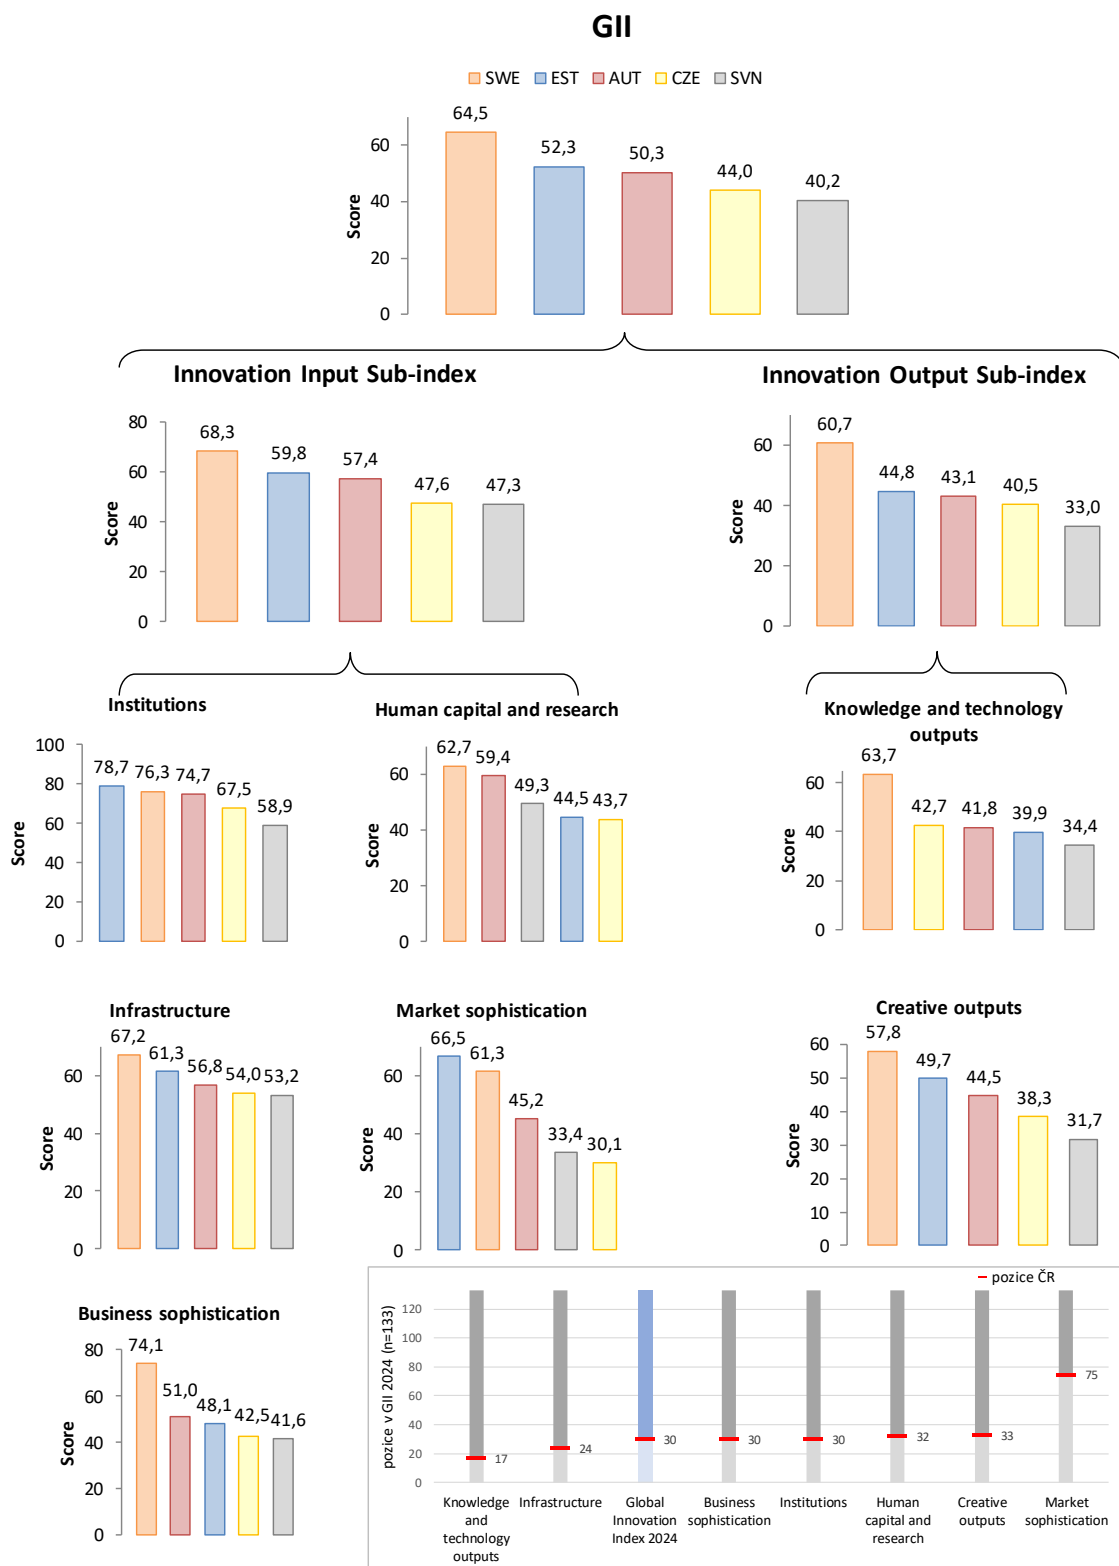 GII
SWE EST AUT CZE SVN
Score
60
40
20
0
64,5
52,3
50,3
44,0
40,2
Innovation Input Sub-index
Score
80
60
40
20
0
68,3
59,8
57,4
47,6
47,3
Innovation Output Sub-index
Score
60
40
20
0
60,7
44,8
43,1
40,5
33,0
Institutions
Score
100
80
60
40
20
0
78,7
76,3
74,7
67,5
58,9
Human capital and research
Score
60
40
20
0
62,7
59,4
49,3
44,5
43,7
Knowledge and technology
outputs
Score
60
40
20
0
63,7
42,7
41,8
39,9
34,4
Infrastructure
Score
60
40
20
0
67,2
61,3
56,8
54,0
53,2
Market sophistication
Score
60
40
20
0
66,5
61,3
45,2
33,4
30,1
Creative outputs
Score
60
50
40
30
20
10
0
57,8
49,7
44,5
38,3
31,7
Business sophistication
Score
80
60
40
20
0
74,1
51,0
48,1
42,5
41,6
pozice ČR
pozice v GII 2024 (n=133)
120
100
80
60
40
20
0
17
24
30
30
30
32
33
75
Knowledge
and
technology
outputs
Infrastructure
Global
Innovation
Index 2024
Business
sophistication
Institutions
Human
capital and
research
Creative
outputs
Market
sophistication